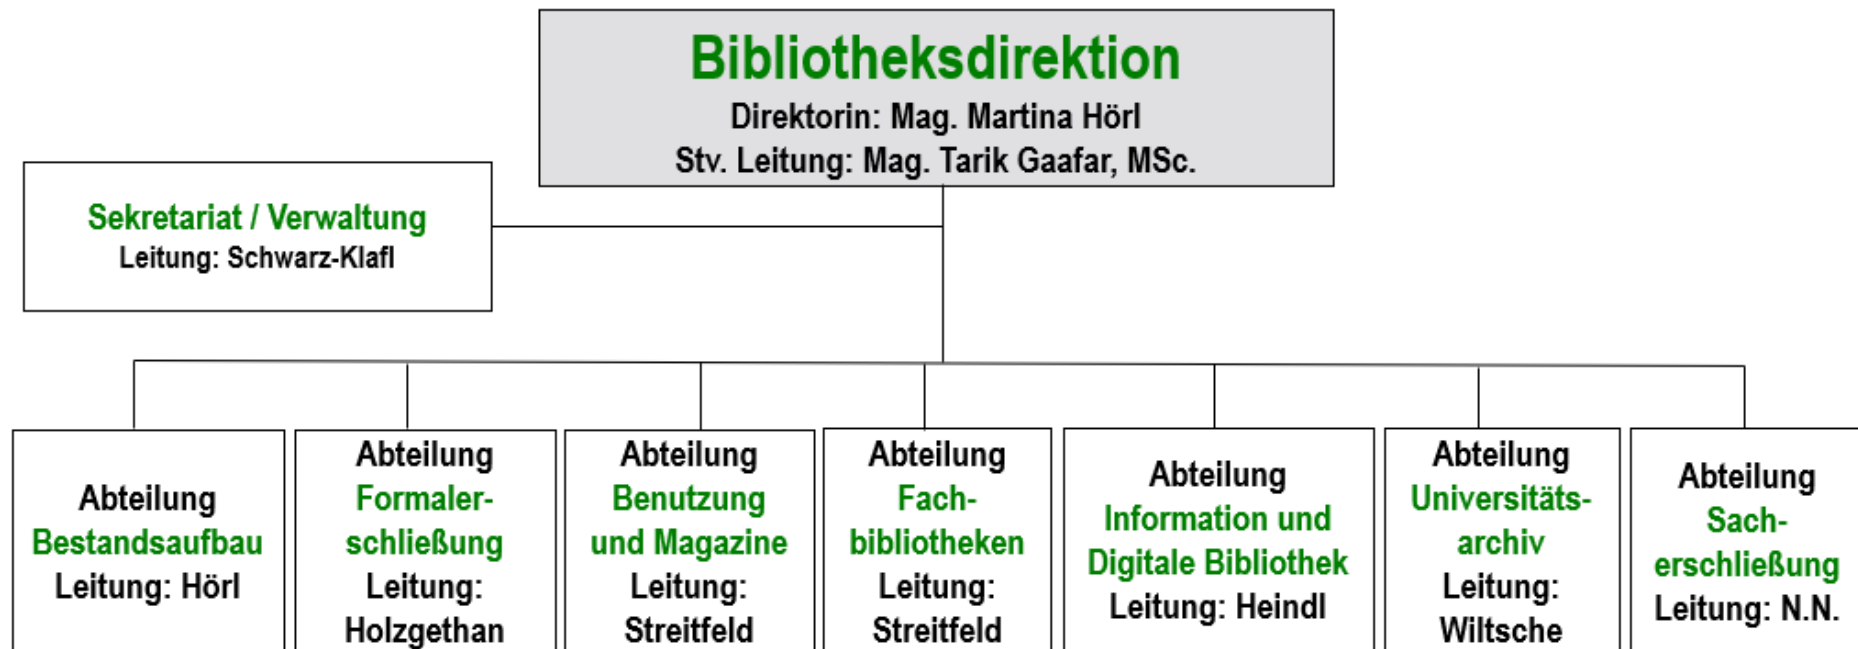 Bibliotheksdirektion
Direktorin: Mag. Martina Hörl
Stv. Leitung: Mag. Tarik Gaafar, MSc.
Sekretariat / Verwaltung
Leitung: Schwarz-Klafl
Abteilung
Bestandsaufbau
Leitung: Hörl
Abteilung
Formaler-
schließung
Leitung:
Holzgethan
Abteilung
Benutzung
und Magazine
Leitung:
Streitfeld
Abteilung
Fach-
bibliotheken
Leitung:
Streitfeld
Abteilung
Information und
Digitale Bibliothek
Leitung: Heindl
Abteilung
Universitäts-
archiv
Leitung:
Wiltsche
Abteilung
Sach-
erschließung
Leitung: N.N.